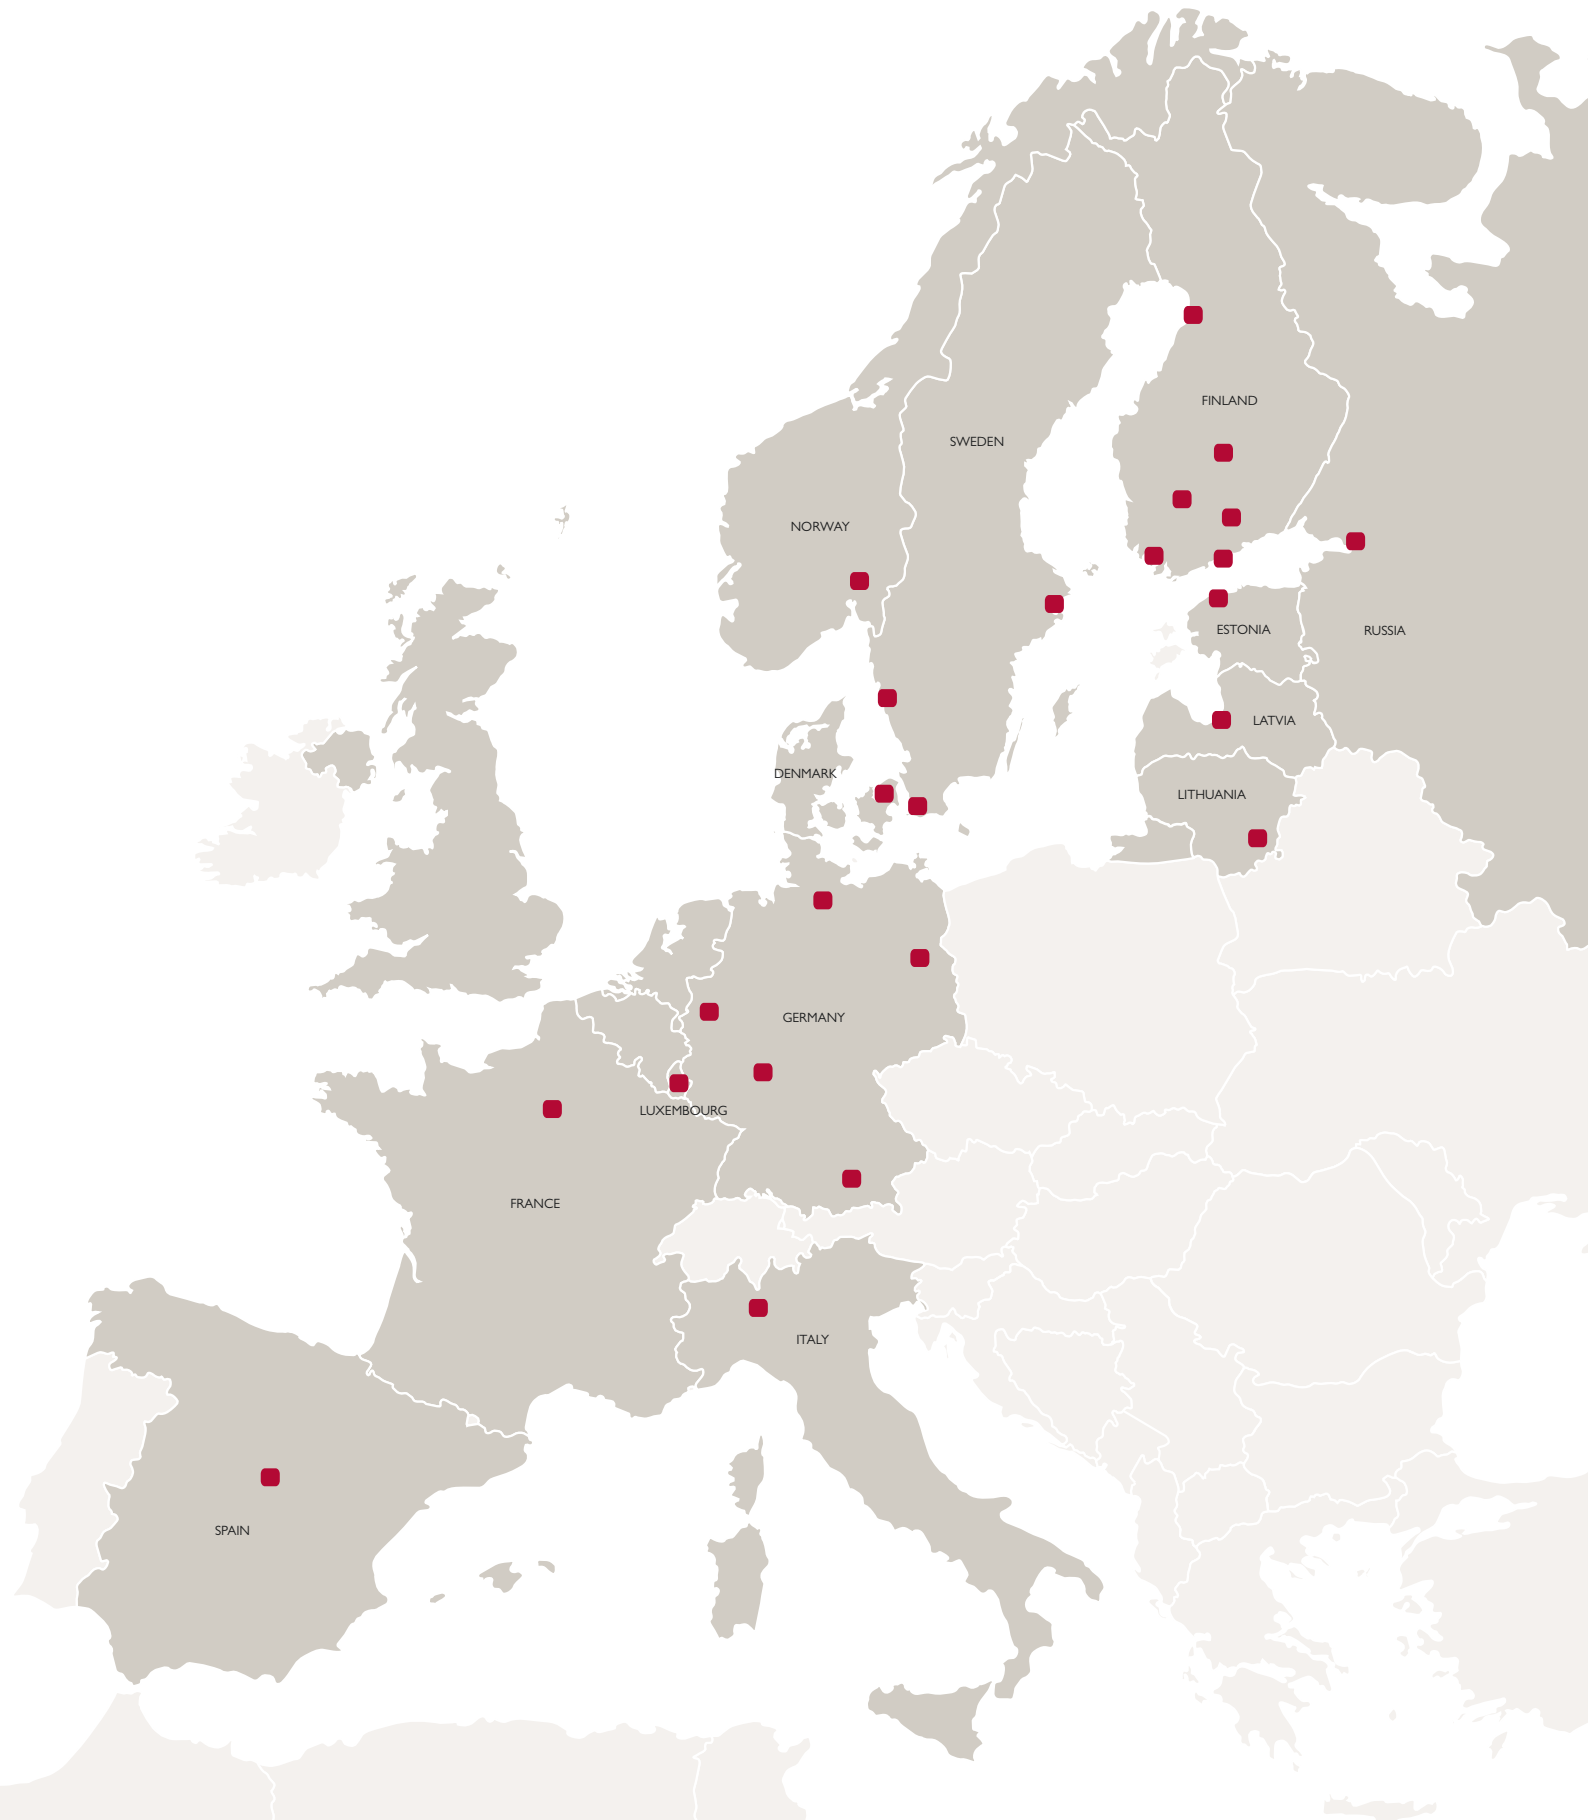 FINLAND
SWEDEN
NORWAY
ESTONIA
RUSSIA
LATVIA
DENMARK
LITHUANIA
GERMANY
LUXEMBOURG
FRANCE
ITALY
SPAIN